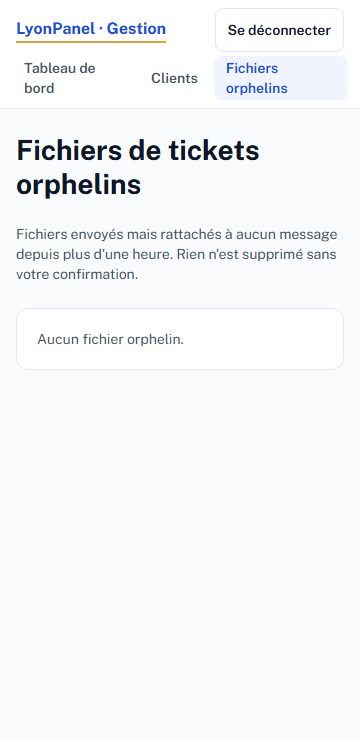 LyonPanel · Gestion
Se déconnecter
Tableau de
bord
Clients
Fichiers
orphelins
Fichiers de tickets
orphelins
Fichiers envoyés mais rattachés à aucun message
depuis plus d'une heure. Rien n'est supprimé sans
votre confirmation.
Aucun fichier orphelin.